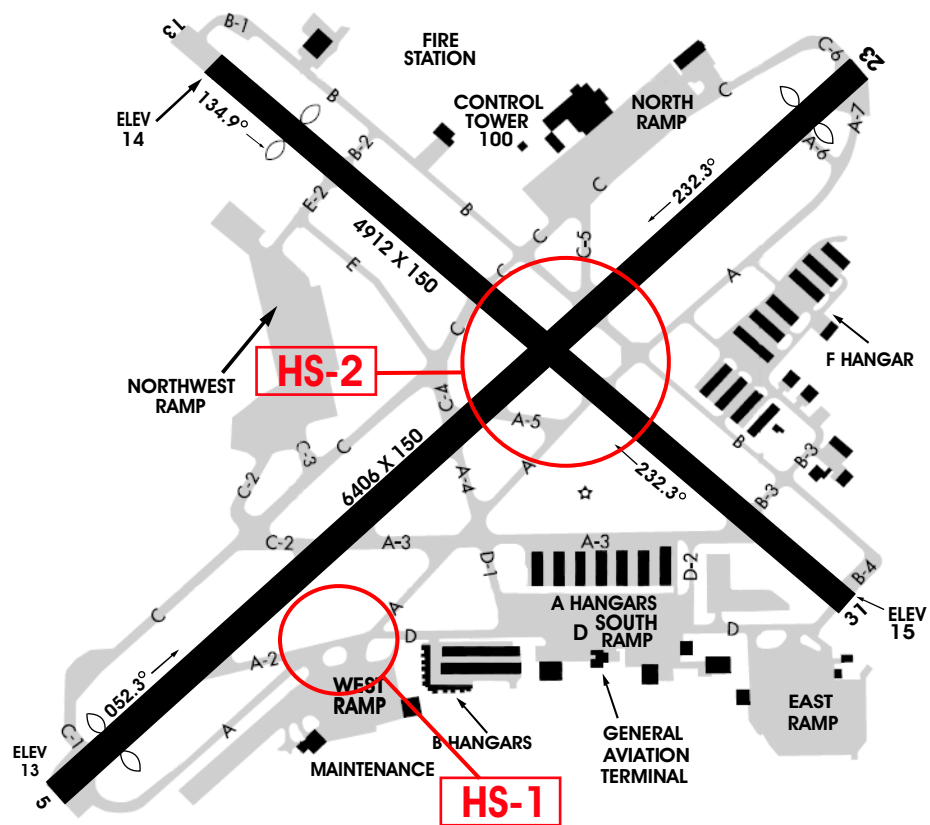 13
B-1
FIRE
STATION
C-6
23
ELEV
14
134.9°
B
B-2
CONTROL
TOWER
100
NORTH
RAMP
C
A-7
A-6
E-2
B
C
232.3°
4912 X 150
E
C
C-5
C
A
C
HS-2
F HANGAR
NORTHWEST
RAMP
C-4
A-5
B
C-3
C
6406 X 150
A
232.3°
B-3
C-2
A-4
B-3
C-2
A-3
A-3
D-1
D-2
B-4
31
ELEV
15
C
A
D
A HANGARS
D
SOUTH
RAMP
D
A-2
052.3°
WEST
RAMP
C-1
A
EAST
RAMP
ELEV
13
5
B HANGARS
MAINTENANCE
GENERAL
AVIATION
TERMINAL
HS-1